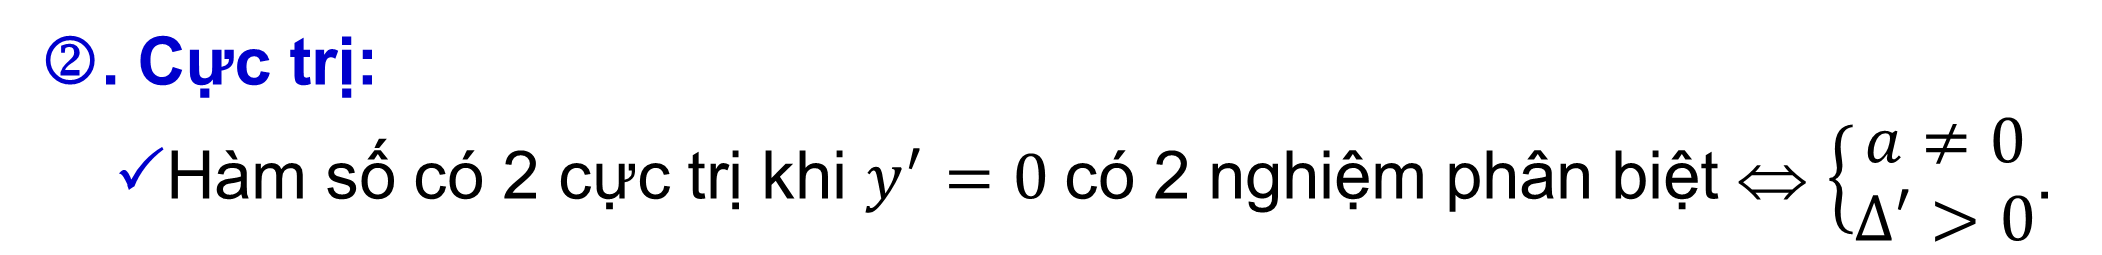 ②. Cực trị:
✓Hàm số có 2 cực trị khi y′ = 0 có 2 nghiệm phân biệt ⇔ { a ≠ 0
Δ′ > 0.